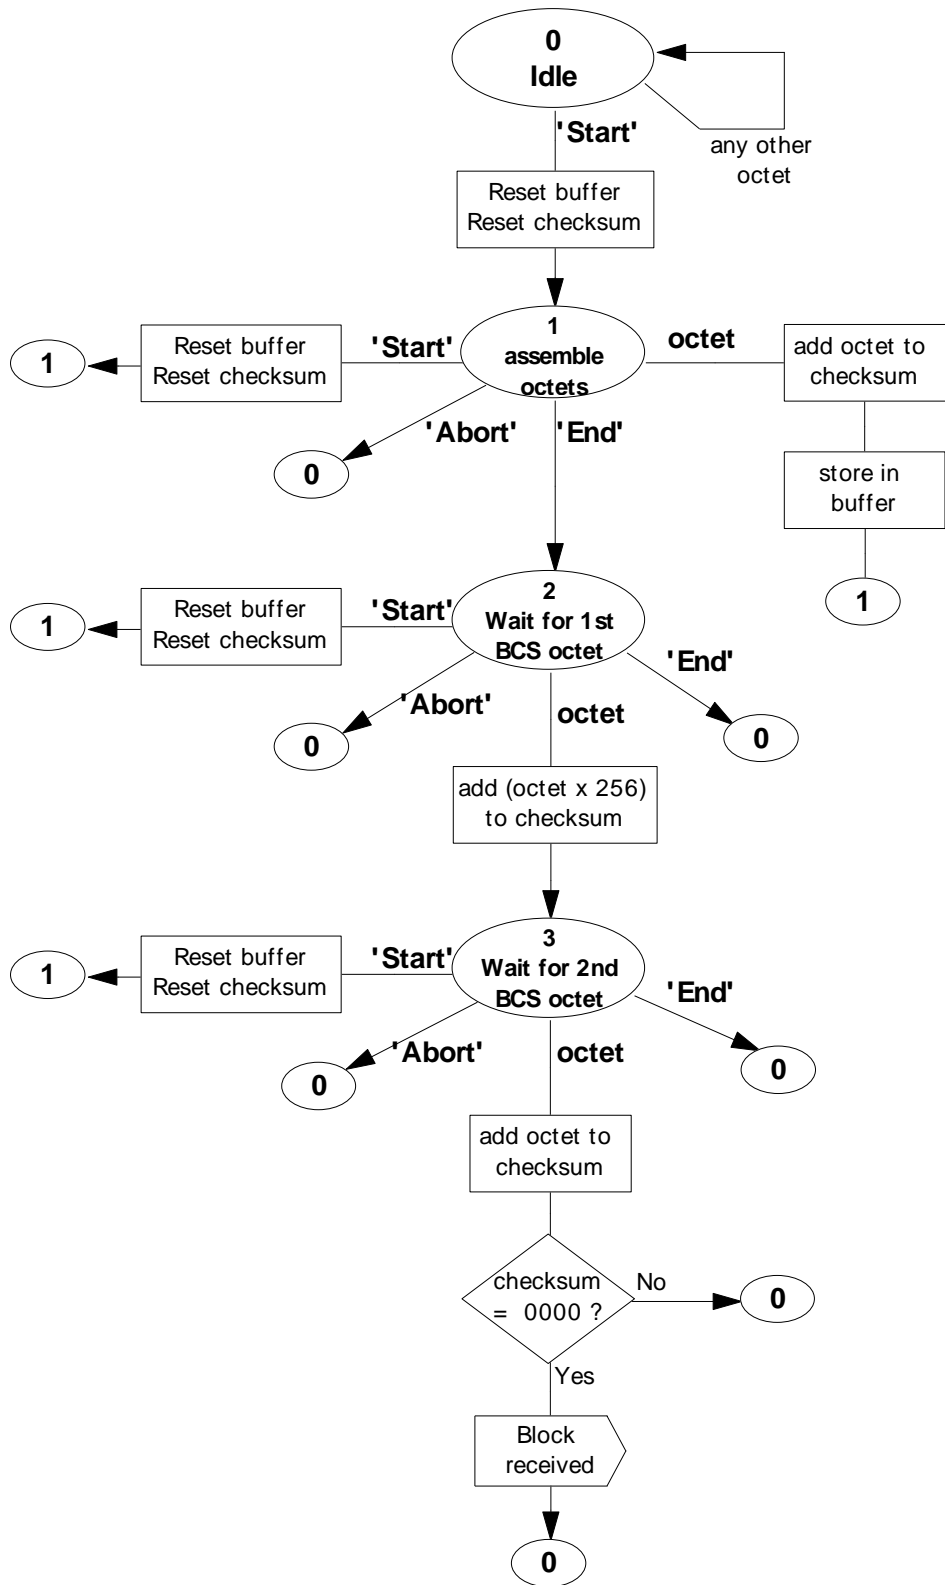 0
Idle
'Start'
any other
octet
Reset buffer
Reset checksum
1
assemble
octets
'Start'
Reset buffer
Reset checksum
1
octet
add octet to
checksum
'Abort'
'End'
0
store in
buffer
1
2
Wait for 1st
BCS octet
'Start'
Reset buffer
Reset checksum
1
'End'
'Abort'
octet
0
0
add (octet x 256)
to checksum
3
Wait for 2nd
BCS octet
'Start'
Reset buffer
Reset checksum
1
'End'
'Abort'
octet
0
0
add octet to
checksum
checksum
= 0000 ?
No
0
Yes
Block
received
0